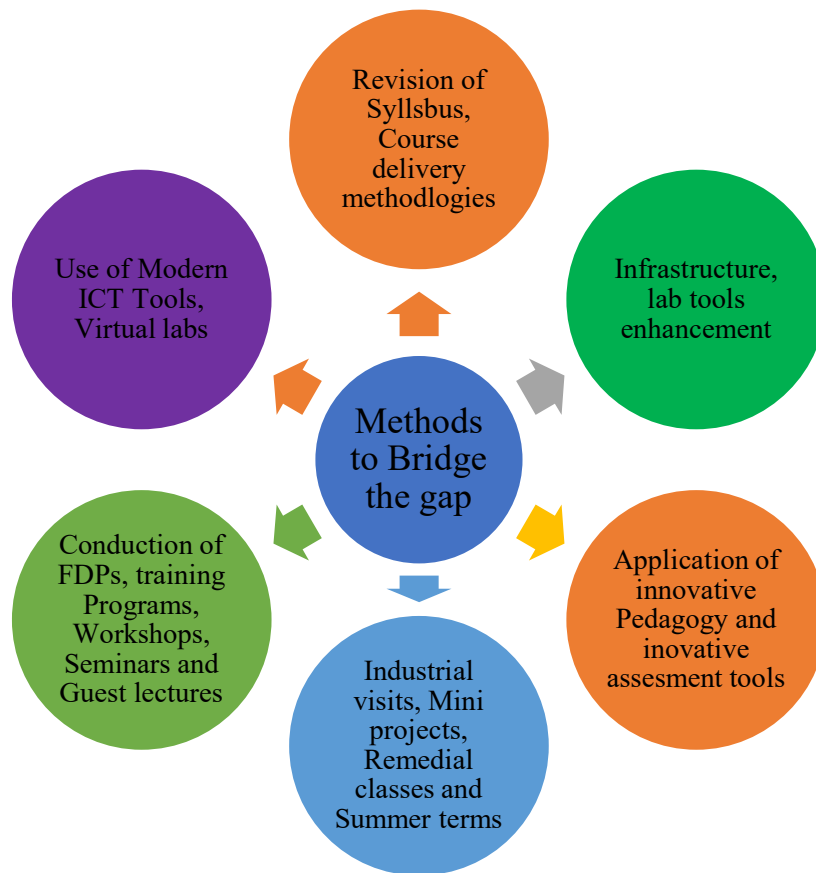 Revision of
Syllsbus,
Course
delivery
methodlogies
Use of Modern
ICT Tools,
Virtual labs
Infrastructure,
lab tools
enhancement
Methods
to Bridge
the gap
Conduction of
FDPs, training
Programs,
Workshops,
Seminars and
Guest lectures
Application of
innovative
Pedagogy and
inovative
assesment tools
Industrial
visits, Mini
projects,
Remedial
classes and
Summer terms